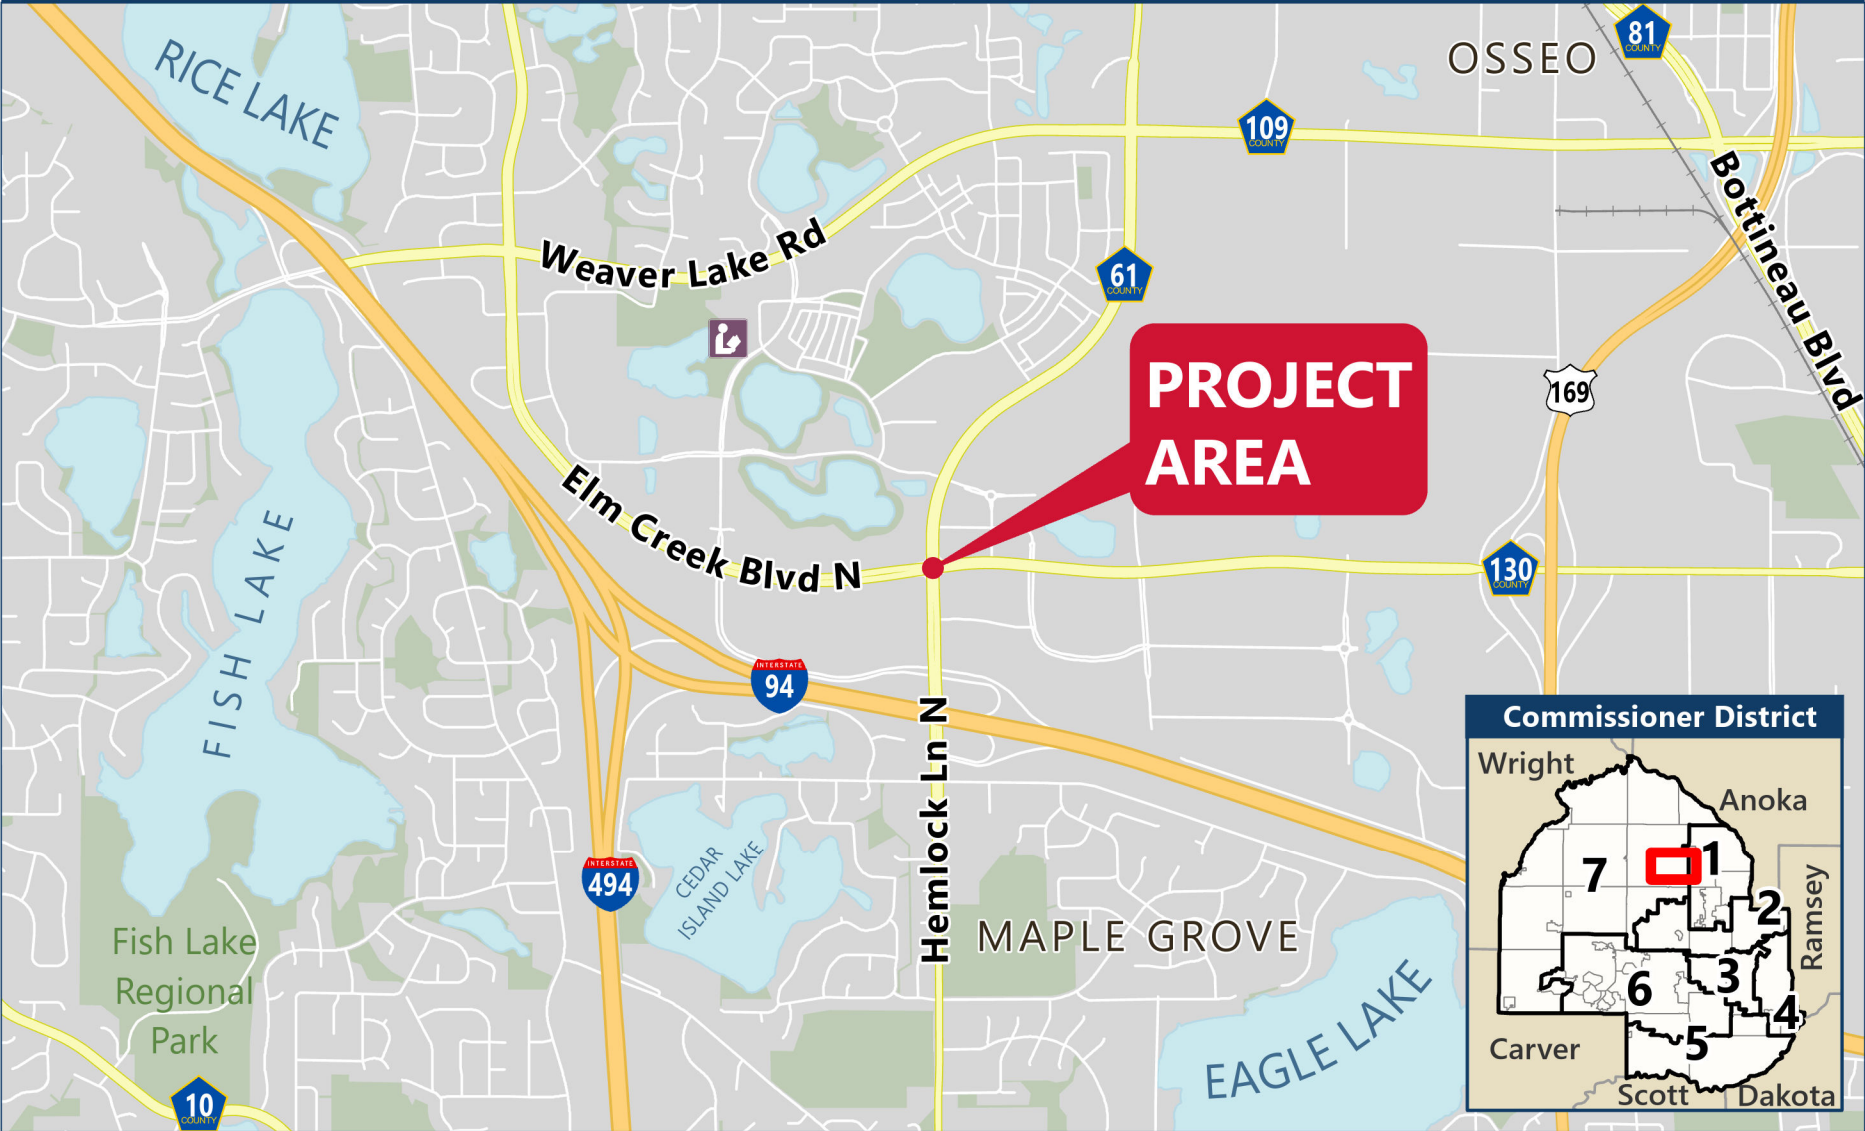 RICE LAKE
OSSEO
81
COUNTY
109
COUNTY
Bottineau Blvd
Weaver Lake Rd
61
COUNTY
PROJECT
AREA
169
Elm Creek Blvd N
130
COUNTY
FISH LAKE
INTERSTATE
94
Hemlock Ln N
INTERSTATE
494
CEDAR
ISLAND LAKE
MAPLE GROVE
Fish Lake
Regional
Park
EAGLE LAKE
10
COUNTY
Commissioner District
Wright
Anoka
1
7
2
Ramsey
3
6
4
5
Carver
Scott
Dakota